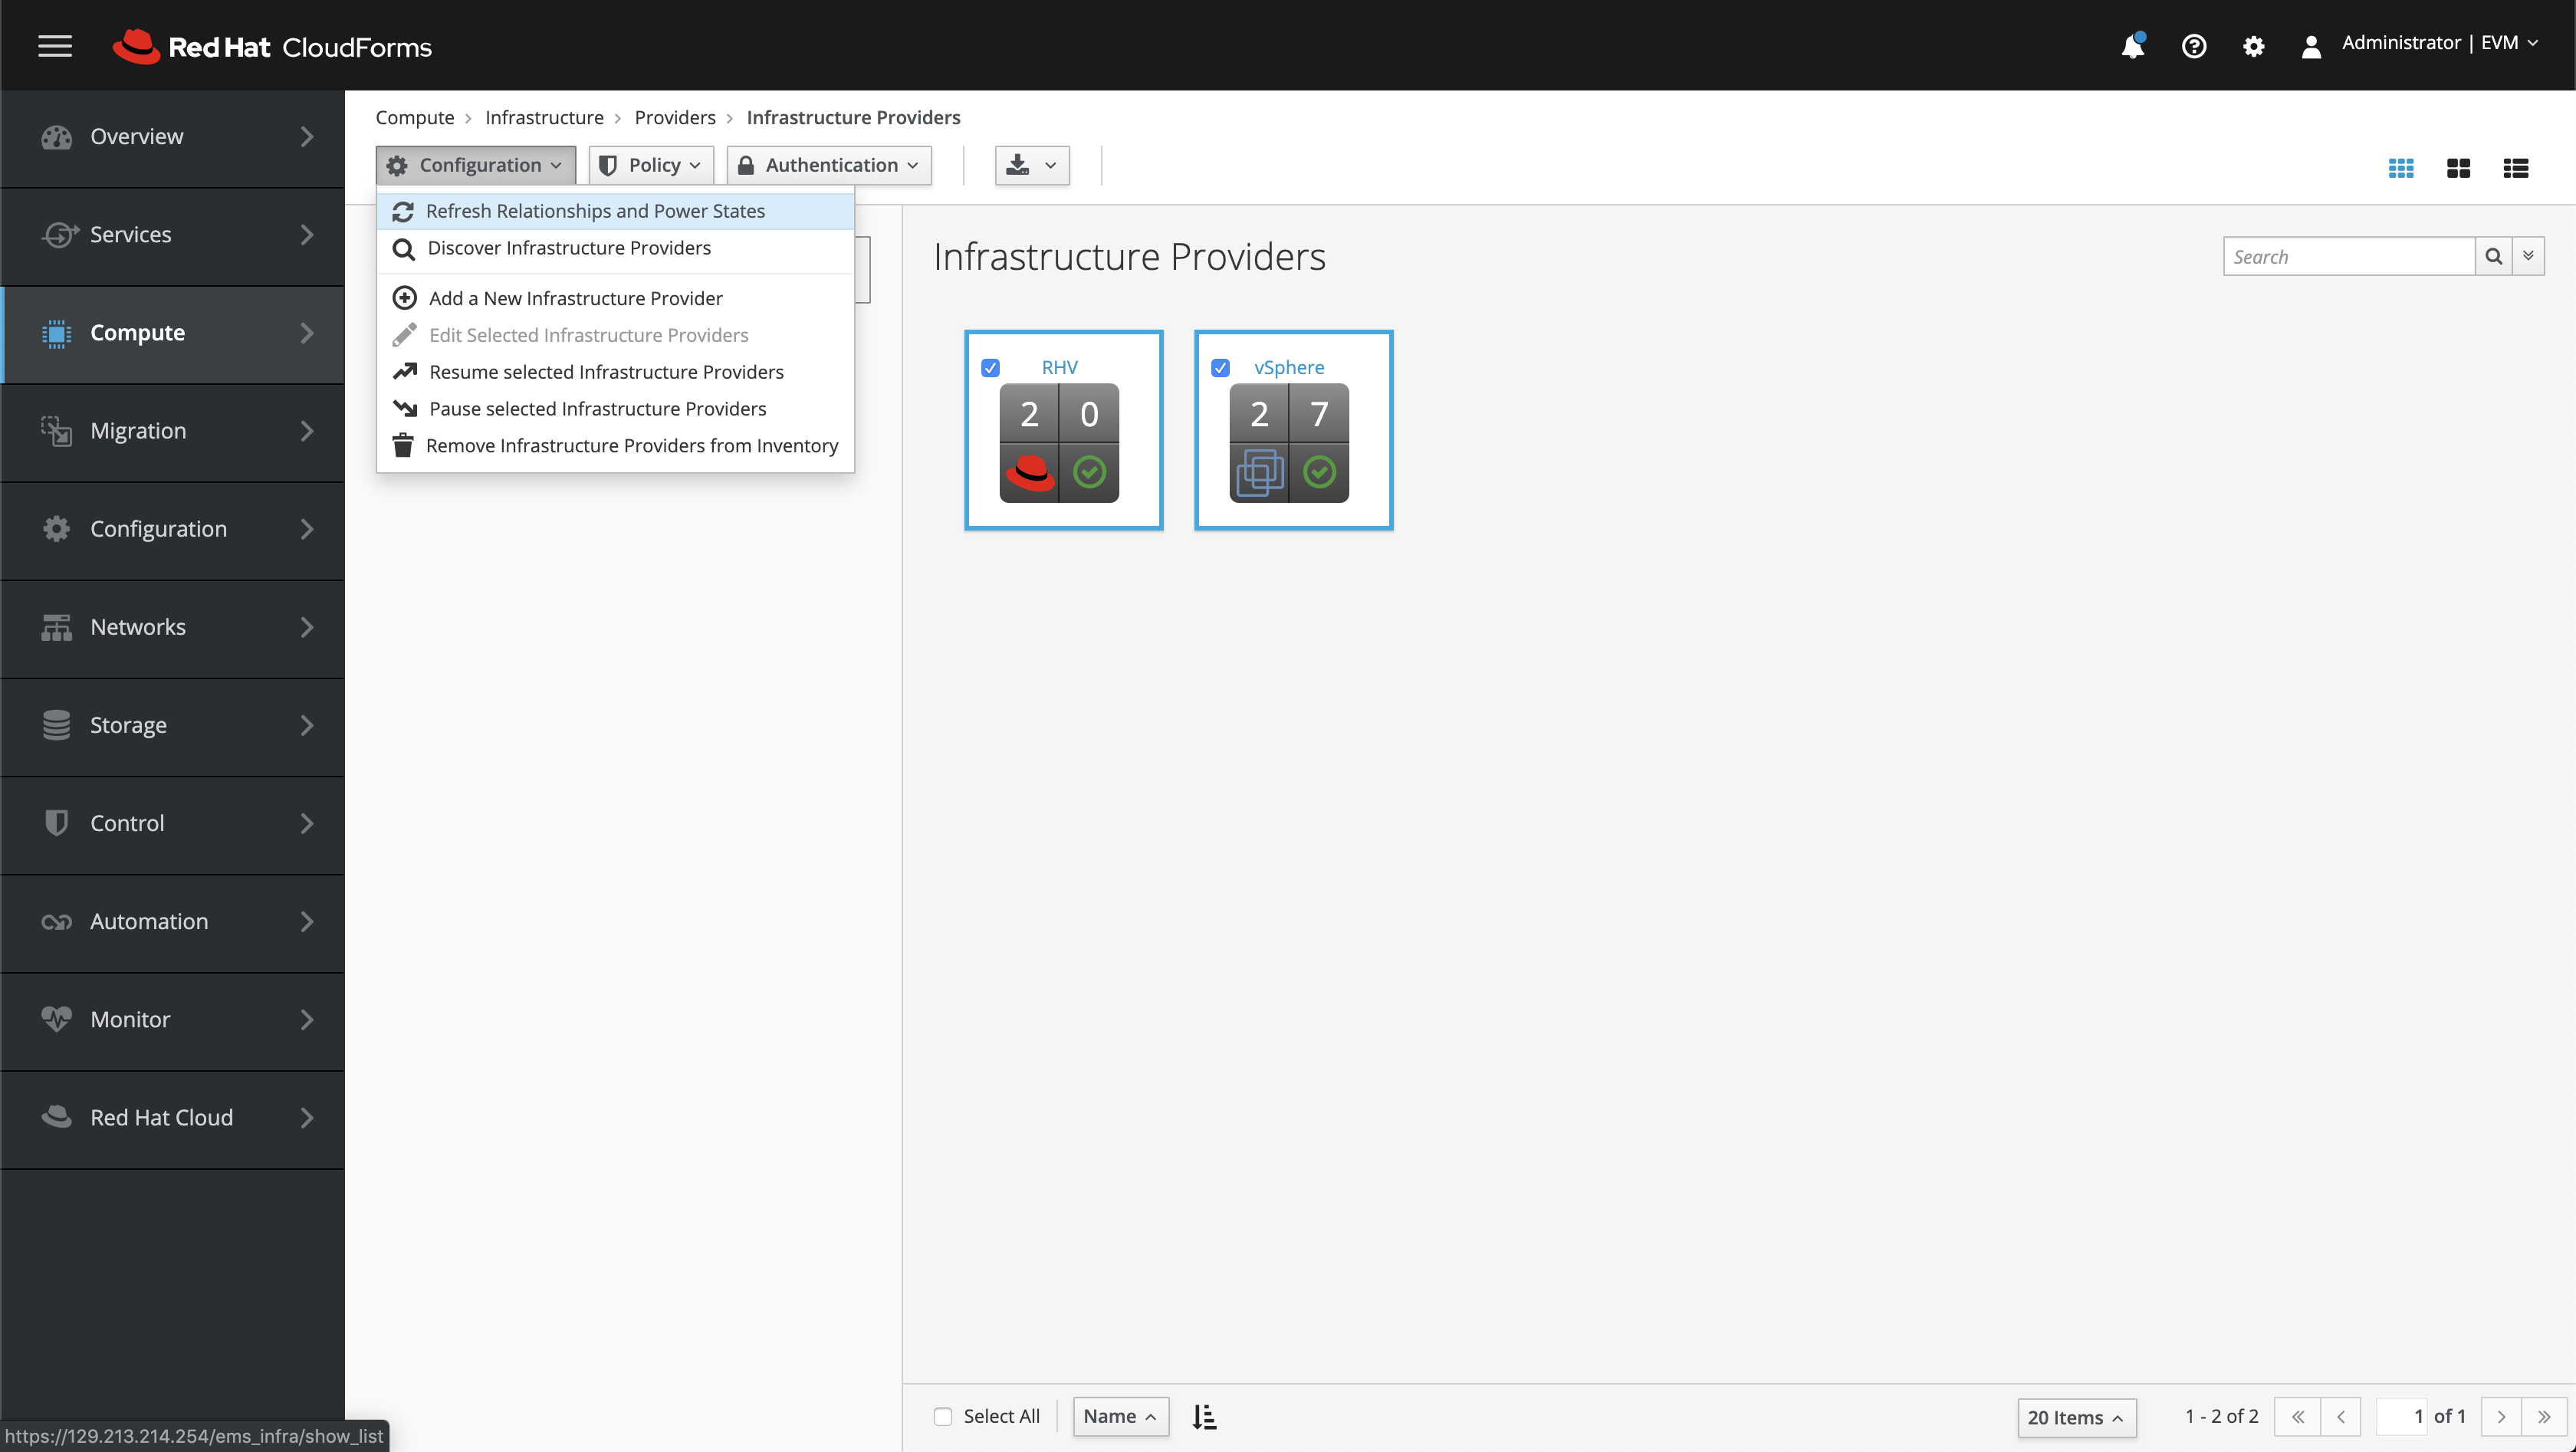 Red Hat CloudForms
Administrator | EVM
Overview
Services
Compute
Migration
Configuration
Networks
Storage
Control
Automation
Monitor
Red Hat Cloud
Compute > Infrastructure > Providers > Infrastructure Providers
Configuration
Policy
Authentication
Refresh Relationships and Power States
Discover Infrastructure Providers
Add a New Infrastructure Provider
Edit Selected Infrastructure Providers
Resume selected Infrastructure Providers
Pause selected Infrastructure Providers
Remove Infrastructure Providers from Inventory
Infrastructure Providers
Search
RHV
2 0
vSphere
2 7
Select All
Name
20 Items
1 - 2 of 2
1 of 1
https://129.213.214.254/ems_infra/show_list